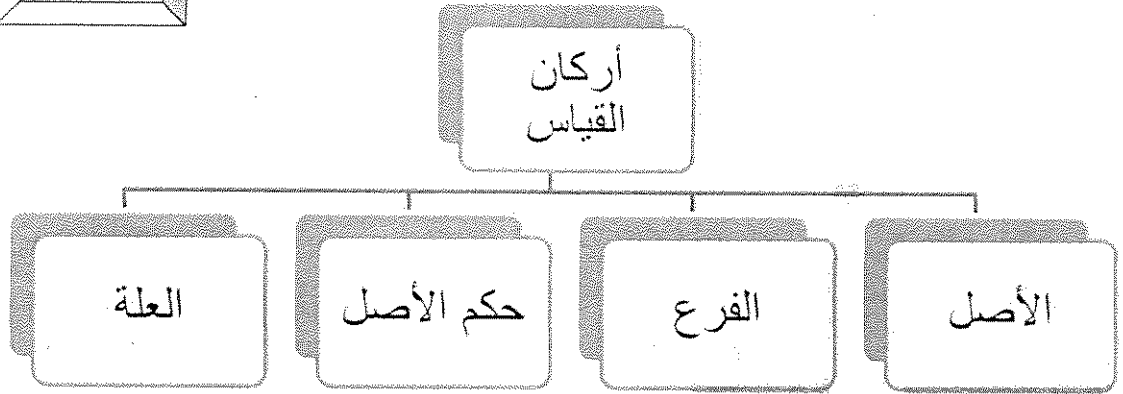 أركان
القياس
الأصل
الفرع
حكم الأصل
العلة